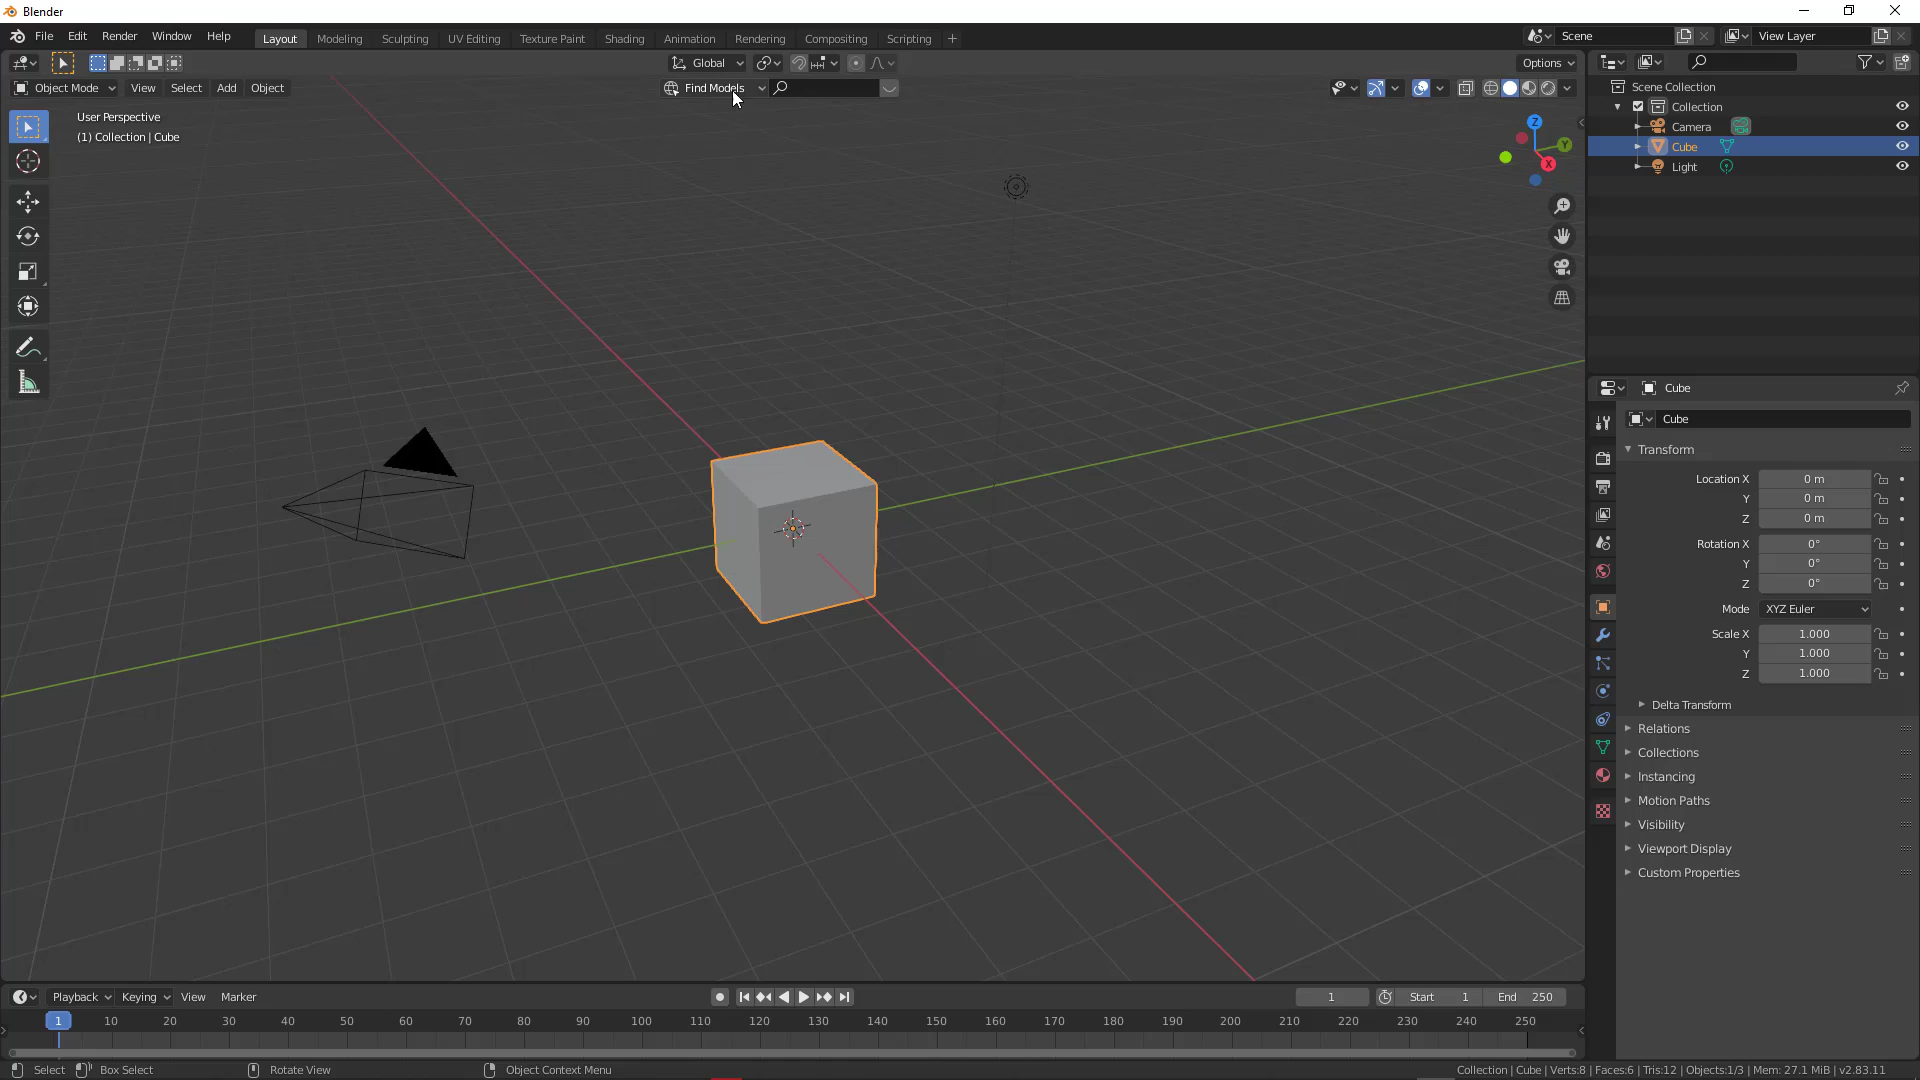 Blender
File Edit Render Window Help
Layout Modeling Sculpting UV Editing Texture Paint Shading Animation Rendering Compositing Scripting +
Scene
View Layer
Global
Options
Object Mode View Select Add Object
Find Models
User Perspective
(1) Collection | Cube
Z
Y
X
Scene Collection
Collection
Camera
Cube
Light
Cube
Cube
Transform
Location X 0 m
Y 0 m
Z 0 m
Rotation X 0°
Y 0°
Z 0°
Mode XYZ Euler
Scale X 1.000
Y 1.000
Z 1.000
Delta Transform
Relations
Collections
Instancing
Motion Paths
Visibility
Viewport Display
Custom Properties
Playback Keying View Marker
1 Start 1 End 250
1 10 20 30 40 50 60 70 80 90 100 110 120 130 140 150 160 170 180 190 200 210 220 230 240 250
Select Box Select Rotate View Object Context Menu
Collection | Cube | Verts:8 | Faces:6 | Tris:12 | Objects:1/3 | Mem: 27.1 MiB | v2.83.11